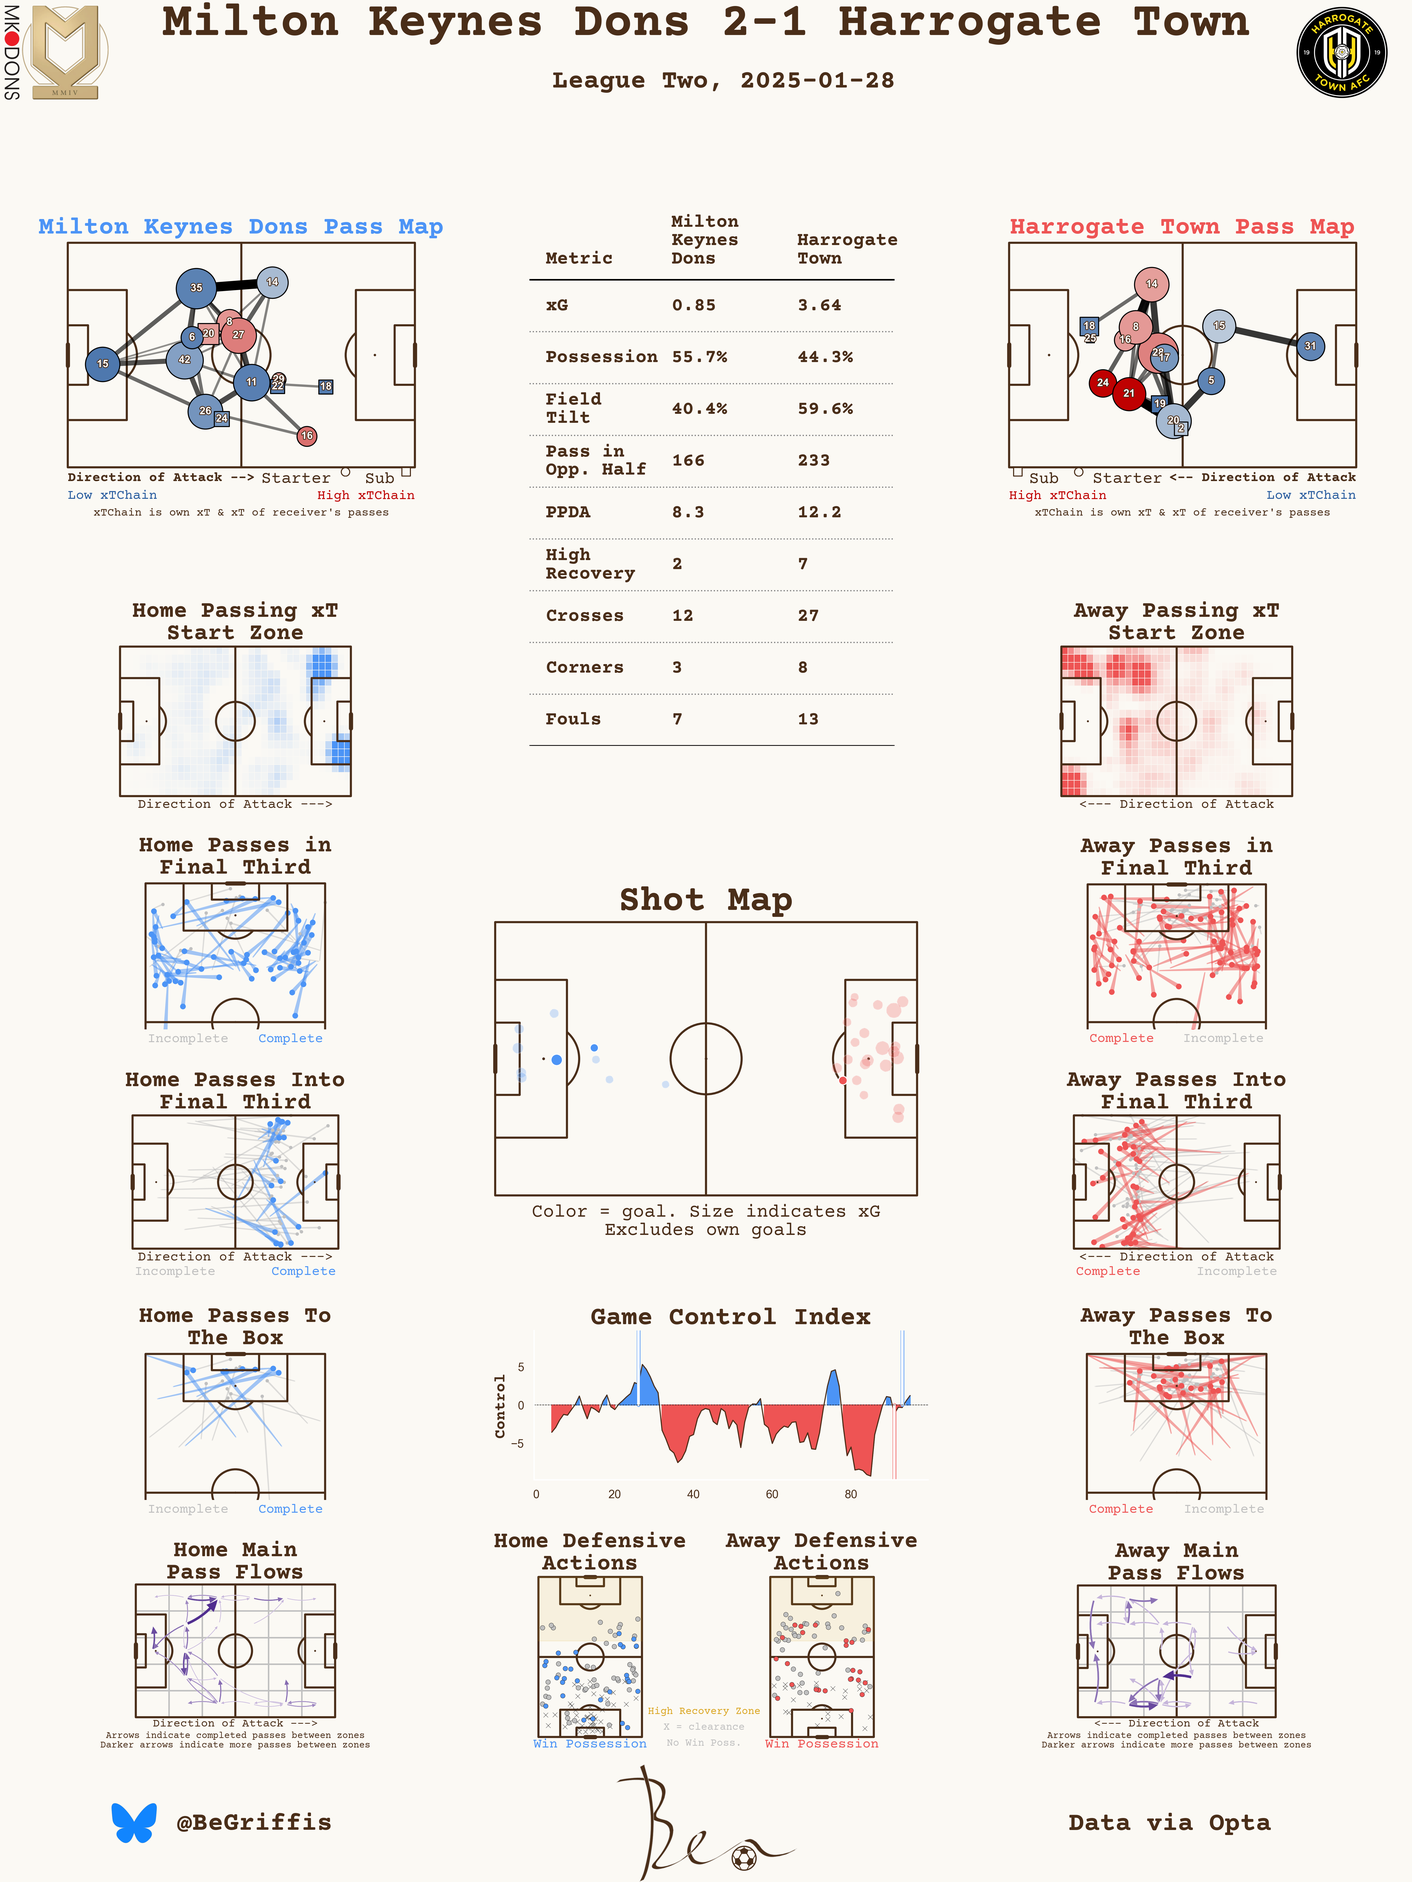 Milton Keynes Dons 2-1 Harrogate Town
League Two, 2025-01-28
MK DONS
MMIV
HARROGATE
19 19
TOWN AFC
Milton Keynes Dons Pass Map
35
14
8
20
27
6
42
15
11
29
22
18
26
24
16
Direction of Attack --> Starter Sub
Low xTChain High xTChain
xTChain is own xT & xT of receiver's passes
Metric Milton Keynes Dons Harrogate Town
xG 0.85 3.64
Possession 55.7% 44.3%
Field Tilt 40.4% 59.6%
Pass in Opp. Half 166 233
PPDA 8.3 12.2
High Recovery 2 7
Crosses 12 27
Corners 3 8
Fouls 7 13
Harrogate Town Pass Map
14
18
25
8
16
15
31
17
24
21
5
19
20
2
Sub Starter <-- Direction of Attack
High xTChain Low xTChain
xTChain is own xT & xT of receiver's passes
Home Passing xT
Start Zone
Direction of Attack --->
Away Passing xT
Start Zone
<--- Direction of Attack
Home Passes in
Final Third
Incomplete Complete
Away Passes in
Final Third
Complete Incomplete
Shot Map
Color = goal. Size indicates xG
Excludes own goals
Home Passes Into
Final Third
Direction of Attack --->
Incomplete Complete
Away Passes Into
Final Third
<--- Direction of Attack
Complete Incomplete
Home Passes To
The Box
Incomplete Complete
Game Control Index
Control
5
0
−5
0 20 40 60 80
Away Passes To
The Box
Complete Incomplete
Home Main
Pass Flows
Direction of Attack --->
Arrows indicate completed passes between zones
Darker arrows indicate more passes between zones
Home Defensive
Actions
Win Possession
High Recovery Zone
X = clearance
No Win Poss.
Away Defensive
Actions
Win Possession
Away Main
Pass Flows
<--- Direction of Attack
Arrows indicate completed passes between zones
Darker arrows indicate more passes between zones
@BeGriffis
Ben
Data via Opta